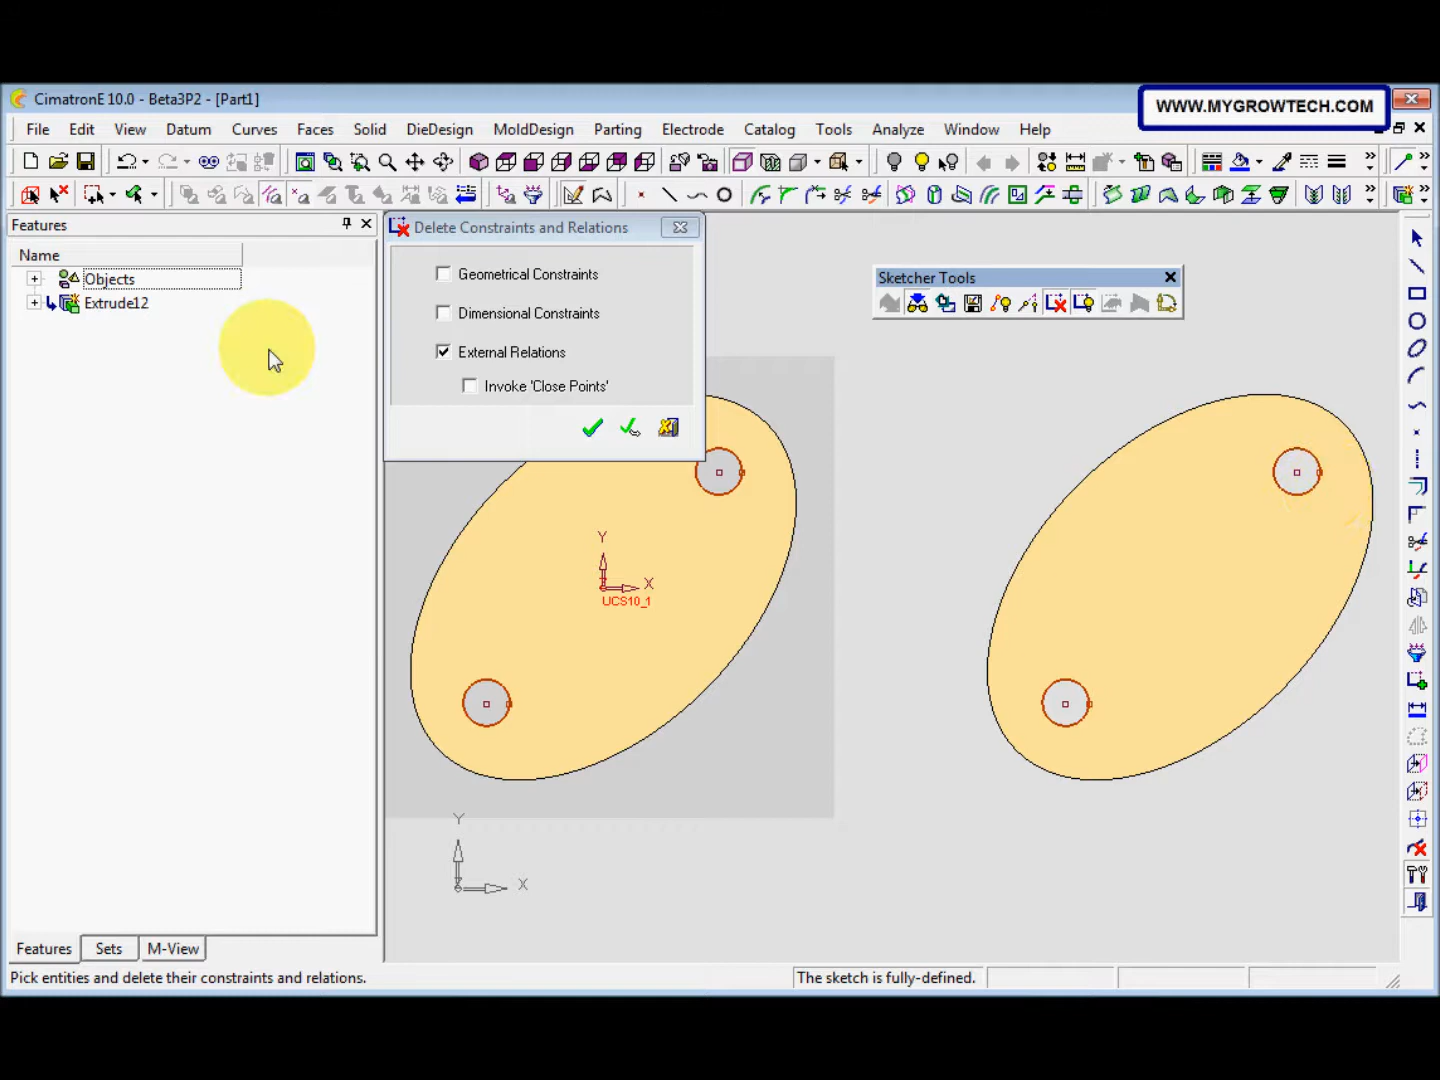 CimatronE 10.0 - Beta3P2 - [Part1]
WWW.MYGROWTECH.COM
File Edit View Datum Curves Faces Solid DieDesign MoldDesign Parting Electrode Catalog Tools Analyze Window Help
Features
Name
Objects
Extrude12
Delete Constraints and Relations
Geometrical Constraints
Dimensional Constraints
External Relations
Invoke 'Close Points'
Sketcher Tools
Y
X
UCS10_1
Y
X
Features Sets M-View
Pick entities and delete their constraints and relations.
The sketch is fully-defined.